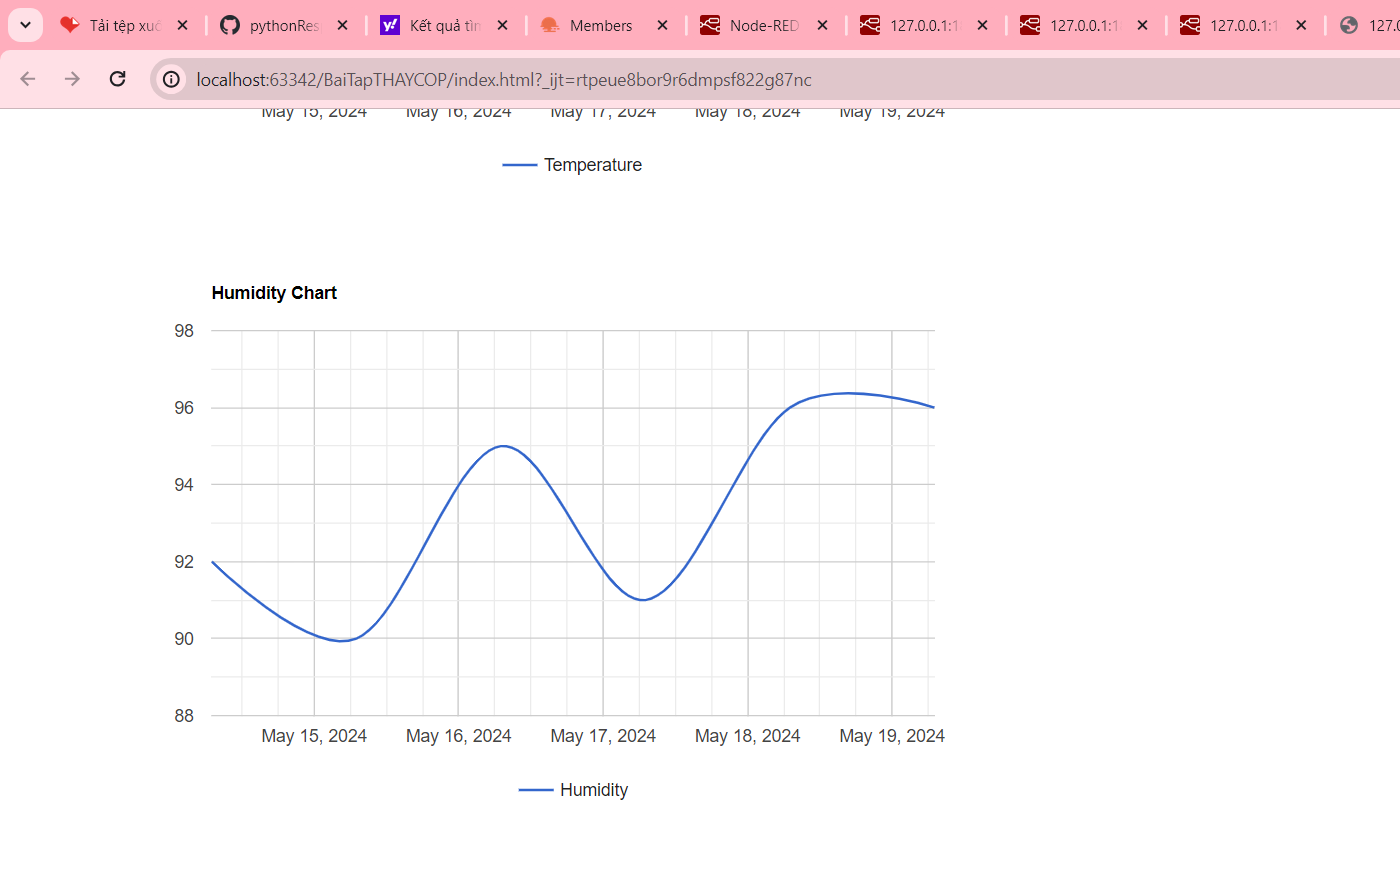 Tải tệp xuố
pythonRes
Kết quả tìm
Members
Node-RED
127.0.0.1:1
127.0.0.1:1
127.0.0.1:1
127.0
localhost:63342/BaiTapTHAYCOP/index.html?_ijt=rtpeue8bor9r6dmpsf822g87nc
May 15, 2024 May 16, 2024 May 17, 2024 May 18, 2024 May 19, 2024
Temperature
Humidity Chart
98
96
94
92
90
88
May 15, 2024 May 16, 2024 May 17, 2024 May 18, 2024 May 19, 2024
Humidity